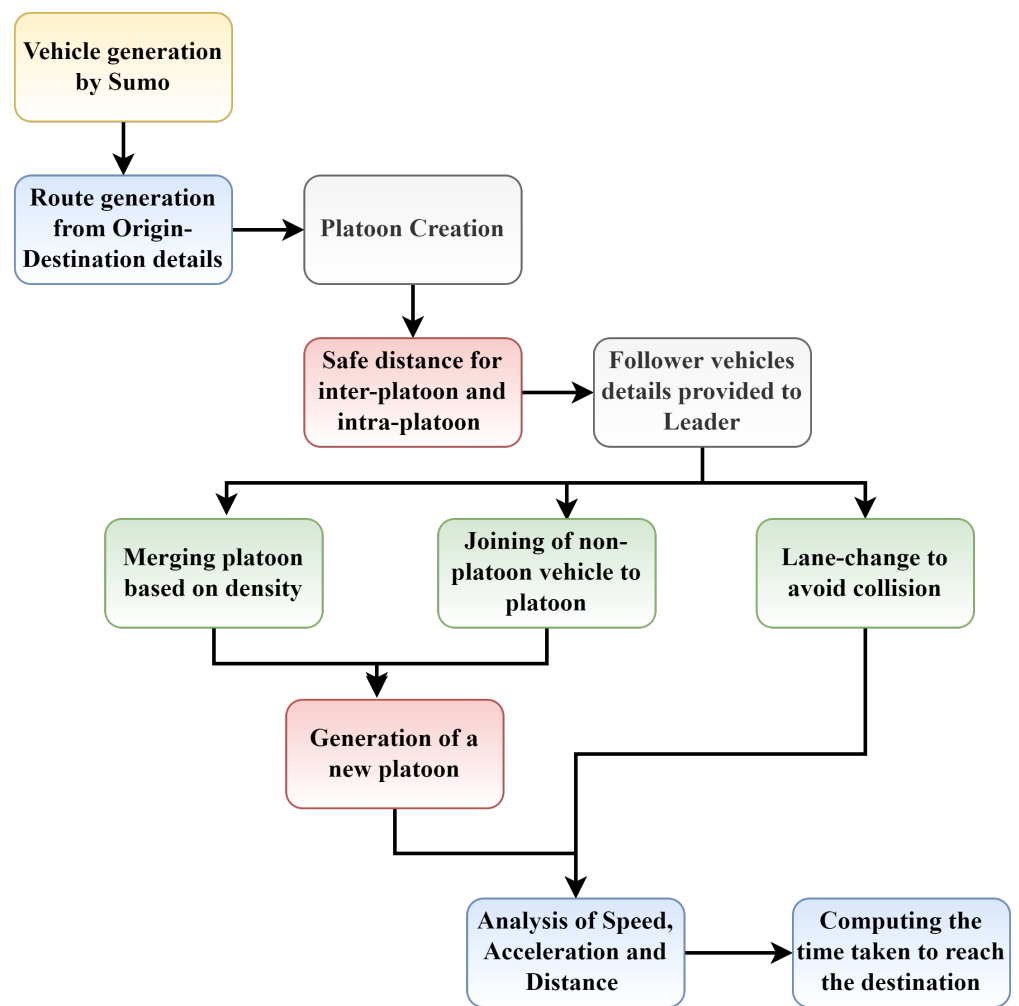 Vehicle generation
by Sumo
Route generation
from Origin-
Destination details
Platoon Creation
Safe distance for
inter-platoon and
intra-platoon
Follower vehicles
details provided to
Leader
Merging platoon
based on density
Joining of non-
platoon vehicle to
platoon
Lane-change to
avoid collision
Generation of a
new platoon
Analysis of Speed,
Acceleration and
Distance
Computing the
time taken to reach
the destination